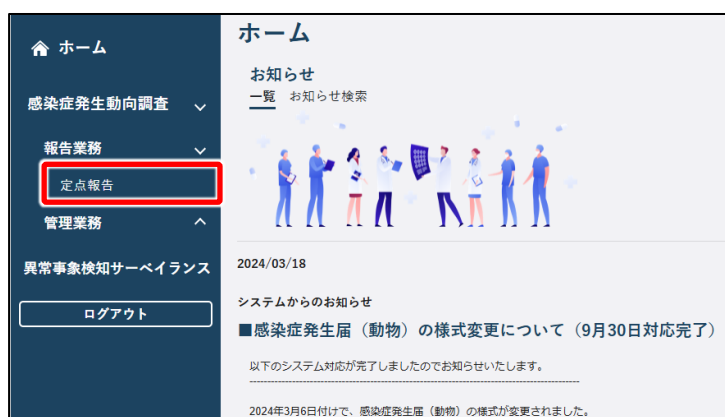 ホーム
感染症発生動向調査
報告業務
定点報告
管理業務
異常事象検知サーベイランス
ログアウト
ホーム
お知らせ
一覧 お知らせ検索
2024/03/18
システムからのお知らせ
■感染症発生届（動物）の様式変更について（9月30日対応完了）
以下のシステム対応が完了しましたのでお知らせいたします。
--------------------------------------------------------------------------------
2024年3月6日付けで、感染症発生届（動物）の様式が変更されました。